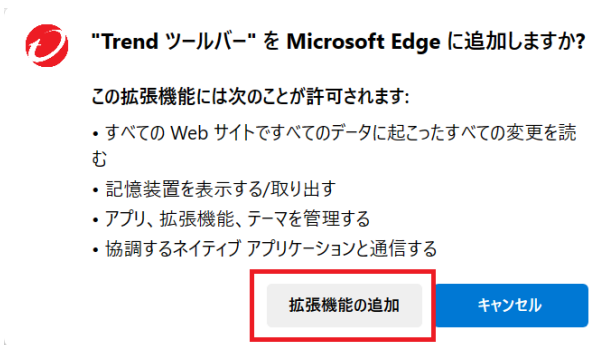 "Trend ツールバー" を Microsoft Edge に追加しますか?
この拡張機能には次のことが許可されます:
• すべての Web サイトですべてのデータに起こったすべての変更を読
む
• 記憶装置を表示する/取り出す
• アプリ、拡張機能、テーマを管理する
• 協調するネイティブ アプリケーションと通信する
拡張機能の追加
キャンセル